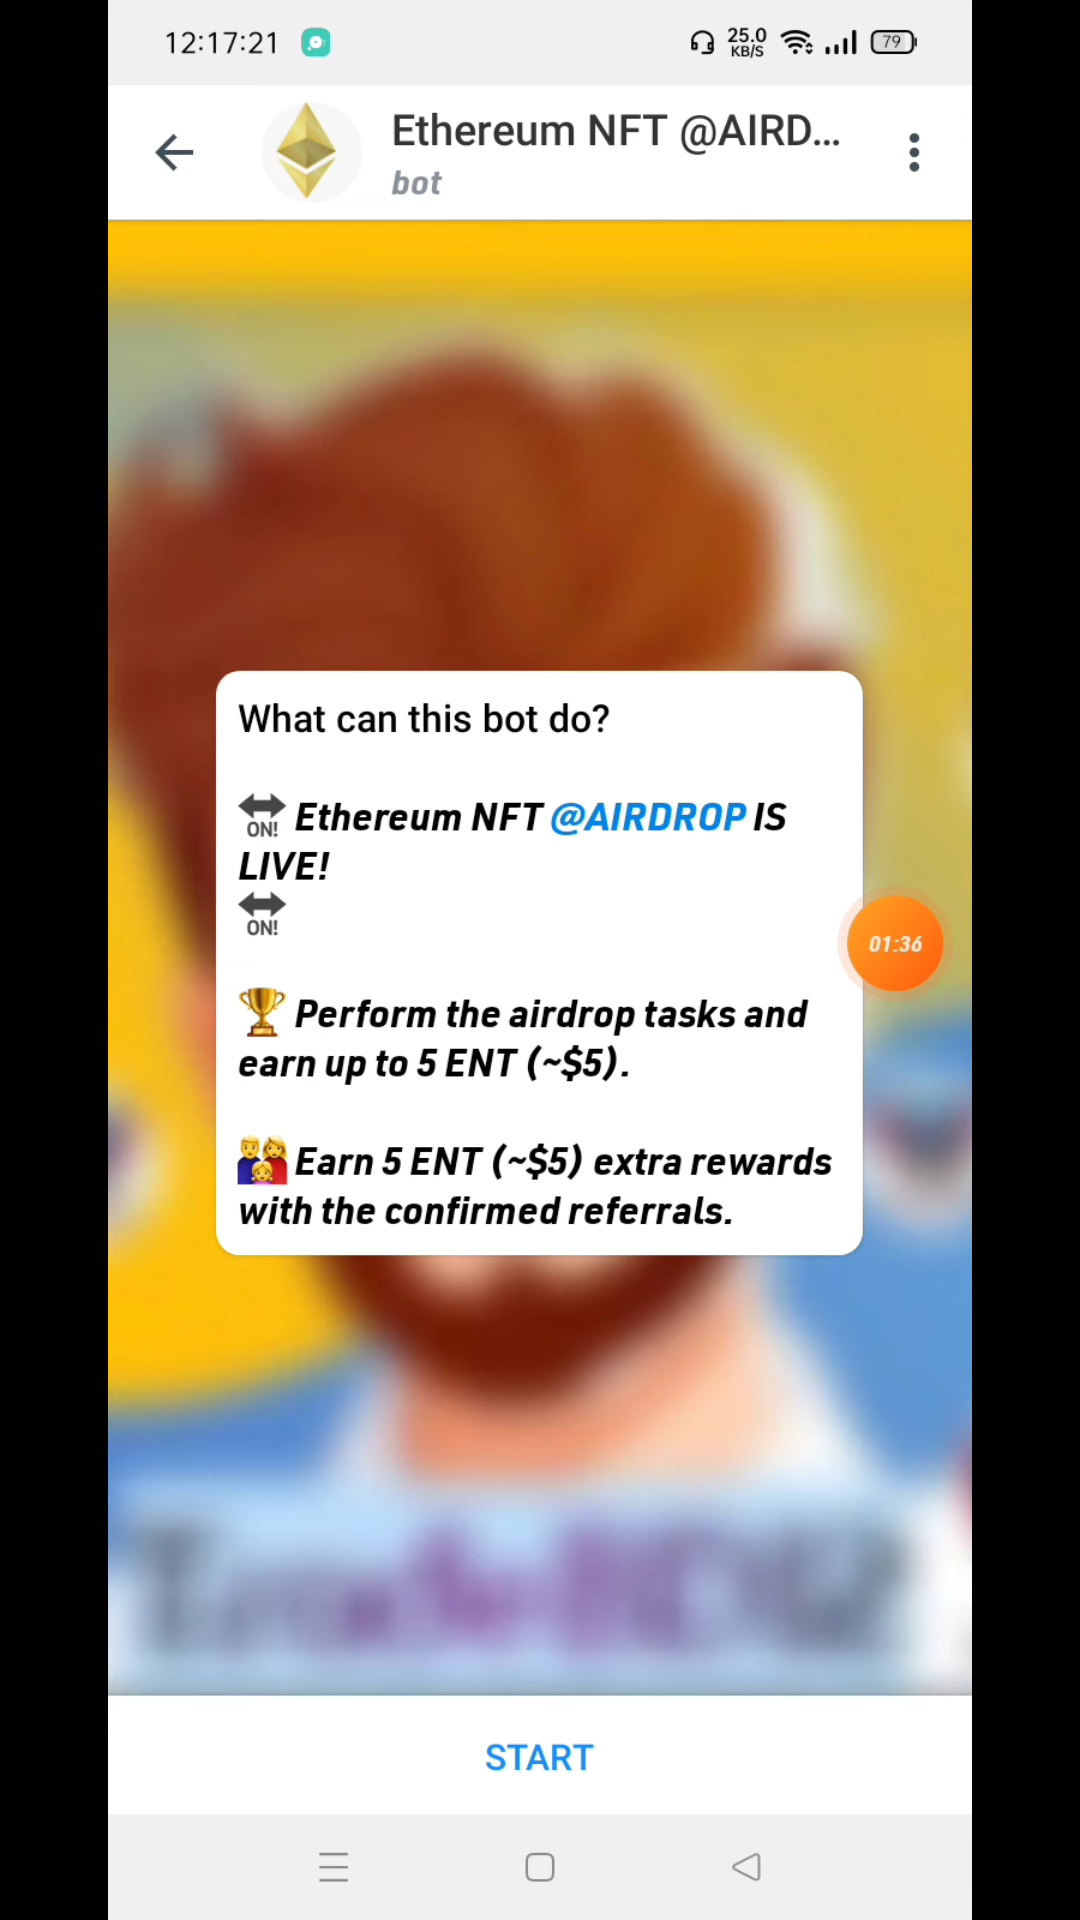 12:17:21
25.0
KB/S
79
Ethereum NFT @AIRD...
bot
What can this bot do?
ON! Ethereum NFT @AIRDROP IS
LIVE!
ON!
01:36
Perform the airdrop tasks and
earn up to 5 ENT (~$5).
Earn 5 ENT (~$5) extra rewards
with the confirmed referrals.
START